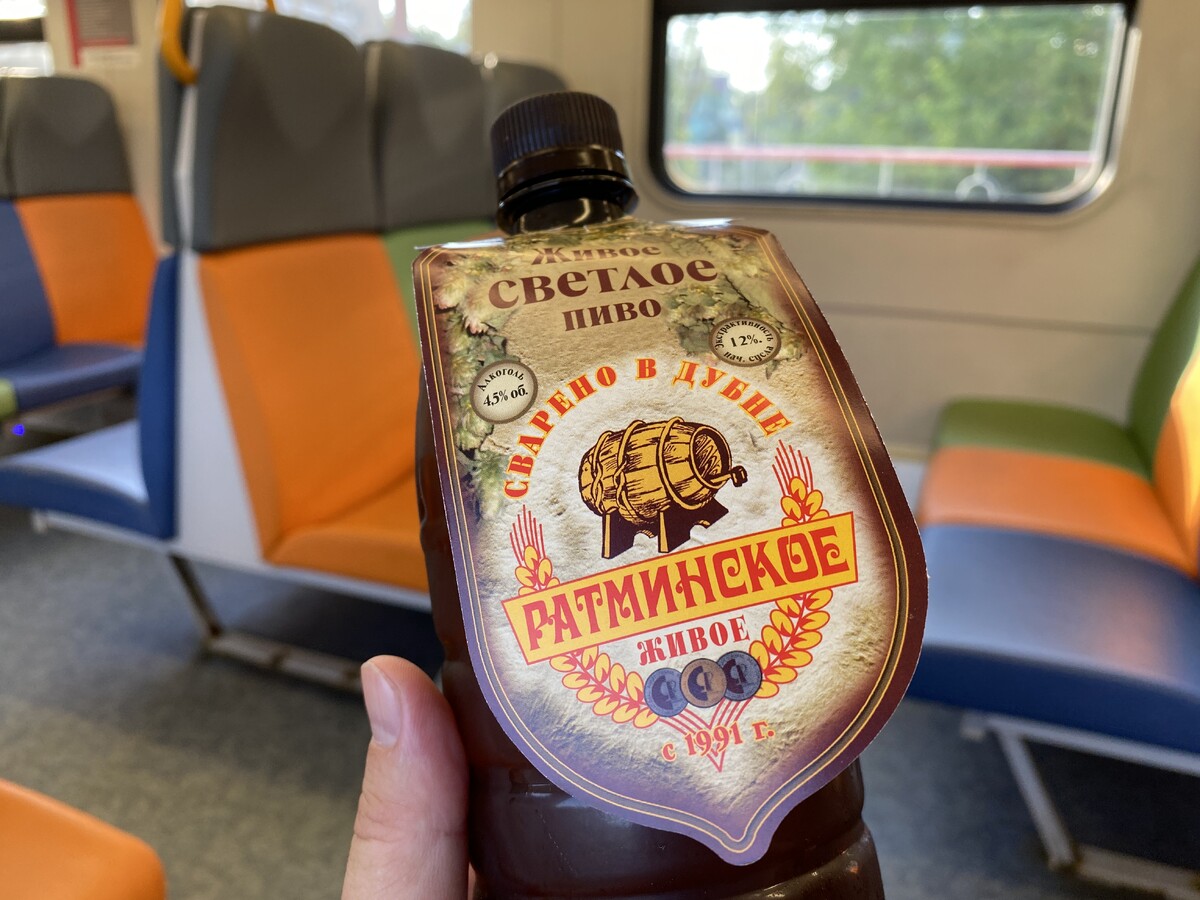 Живое
светлое
пиво
Экстрактивность
12%.
нач. сусла
Алкоголь
4,5% об.
СВАРЕНО В ДУБНЕ
РАТМИНСКОЕ
ЖИВОЕ
с 1991 г.